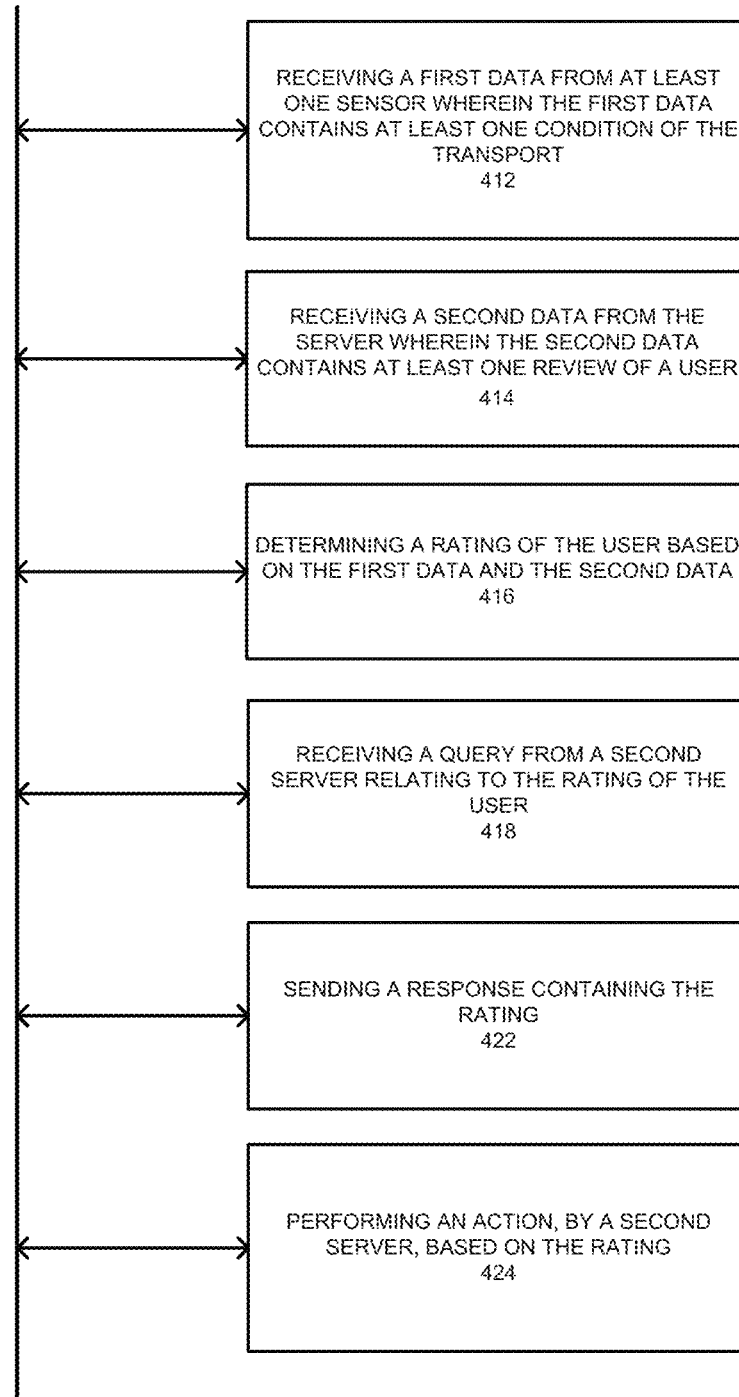 RECEIVING A FIRST DATA FROM AT LEAST
ONE SENSOR WHEREIN THE FIRST DATA
CONTAINS AT LEAST ONE CONDITION OF THE
TRANSPORT
412
RECEIVING A SECOND DATA FROM THE
SERVER WHEREIN THE SECOND DATA
CONTAINS AT LEAST ONE REVIEW OF A USER
414
DETERMINING A RATING OF THE USER BASED
ON THE FIRST DATA AND THE SECOND DATA
416
RECEIVING A QUERY FROM A SECOND
SERVER RELATING TO THE RATING OF THE
USER
418
SENDING A RESPONSE CONTAINING THE
RATING
422
PERFORMING AN ACTION, BY A SECOND
SERVER, BASED ON THE RATING
424